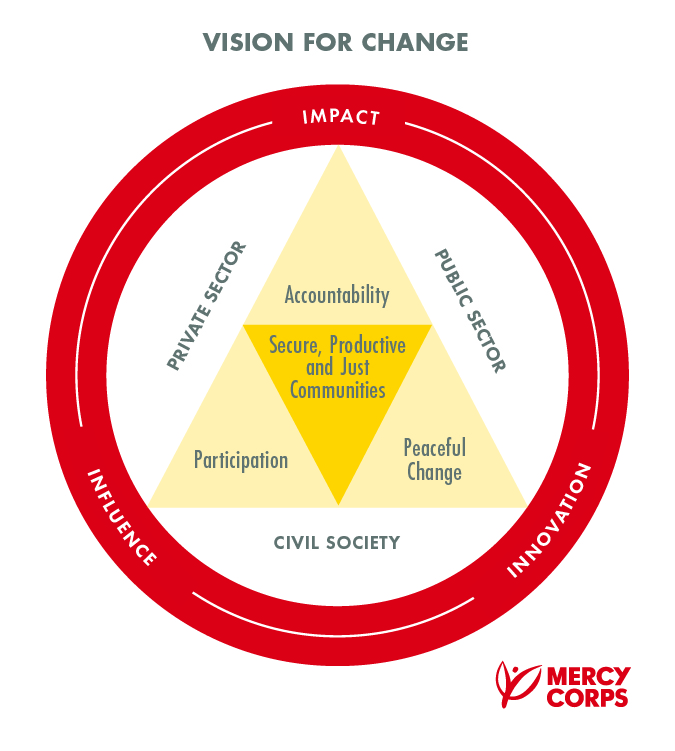 VISION FOR CHANGE
IMPACT
PRIVATE SECTOR
PUBLIC SECTOR
Accountability
Secure, Productive
and Just
Communities
Participation
Peaceful
Change
INFLUENCE
INNOVATION
CIVIL SOCIETY
MERCY
CORPS